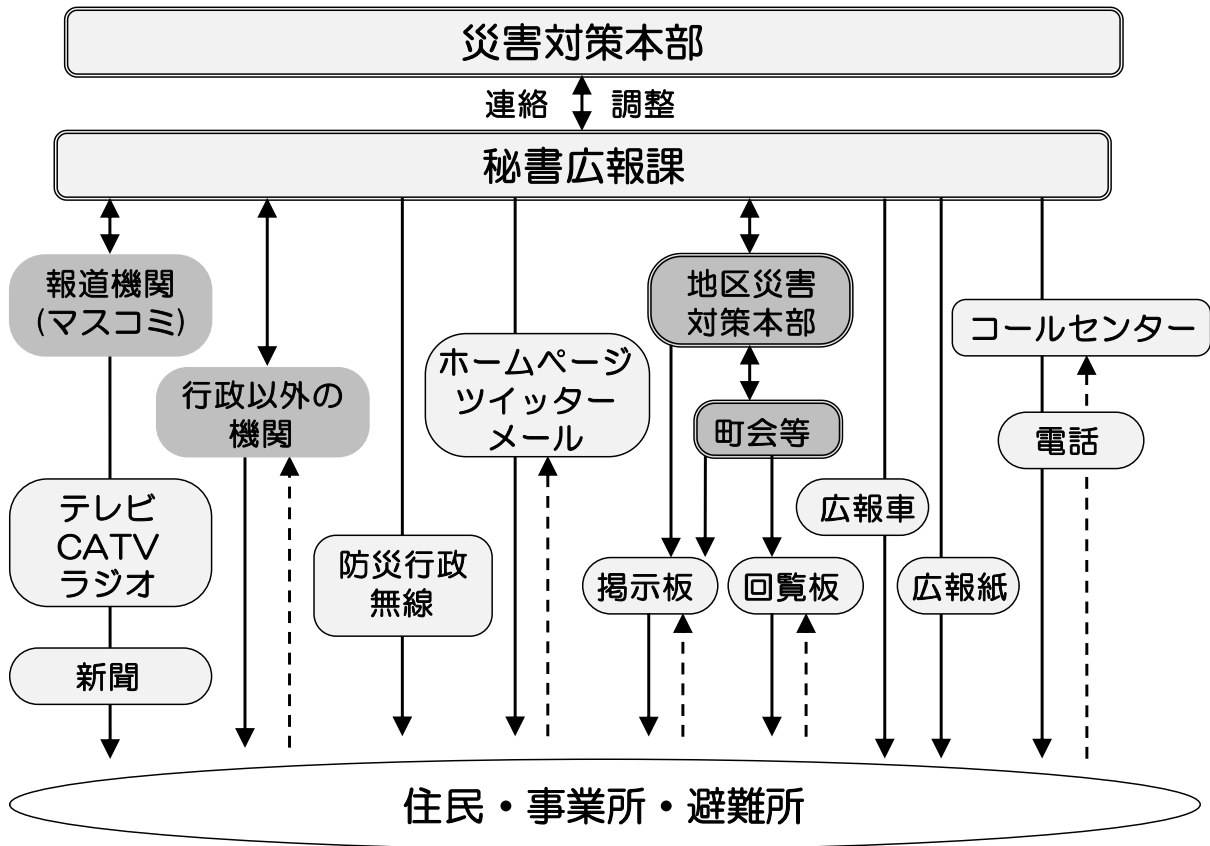 災害対策本部
連絡 調整
秘書広報課
報道機関
(マスコミ)
行政以外の
機関
テレビ
CATV
ラジオ
新聞
防災行政
無線
ホームページ
ツイッター
メール
地区災害
対策本部
町会等
掲示板
回覧板
広報車
広報紙
コールセンター
電話
住民・事業所・避難所